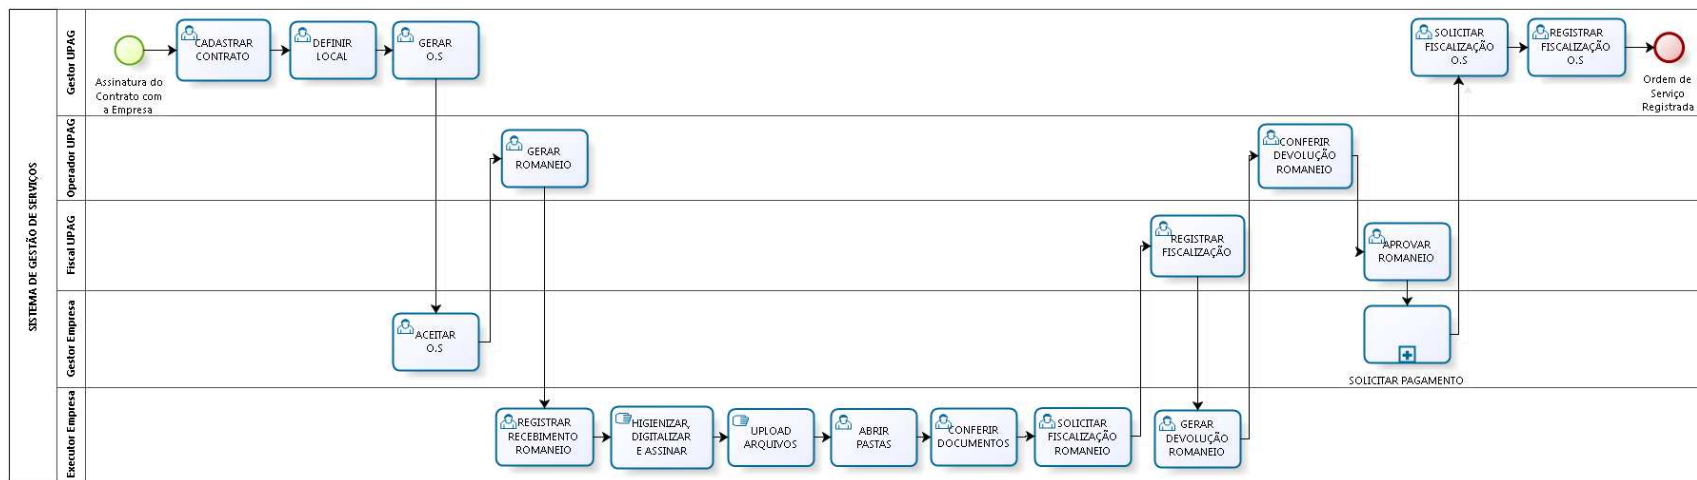 SISTEMA DE GESTÃO DE SERVIÇOS
Gestor UPAG
Assinatura do
Contrato com
a Empresa
CADASTRAR
CONTRATO
DEFINIR
LOCAL
GERAR
O.S
SOLICITAR
FISCALIZAÇÃO
O.S
REGISTRAR
FISCALIZAÇÃO
O.S
Ordem de
Serviço
Registrada
Operador UPAG
GERAR
ROMANEIO
CONFERIR
DEVOLUÇÃO
ROMANEIO
Fiscal UPAG
REGISTRAR
FISCALIZAÇÃO
APROVAR
ROMANEIO
Gestor Empresa
ACEITAR
O.S
SOLICITAR PAGAMENTO
Executor Empresa
REGISTRAR
RECEBIMENTO
ROMANEIO
HIGIENIZAR,
DIGITALIZAR
E ASSINAR
UPLOAD
ARQUIVOS
ABRIR
PASTAS
CONFERIR
DOCUMENTOS
SOLICITAR
FISCALIZAÇÃO
ROMANEIO
GERAR
DEVOLUÇÃO
ROMANEIO